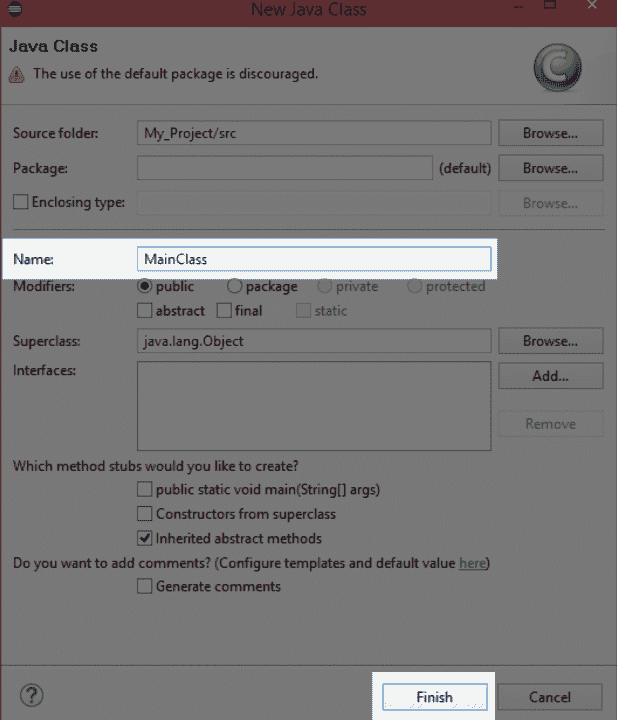 New Java Class
Java Class
The use of the default package is discouraged.
C
Source folder: My_Project/src Browse...
Package: (default) Browse...
Enclosing type: Browse...
Name: MainClass
Modifiers: public package private protected
abstract final static
Superclass: java.lang.Object Browse...
Interfaces: Add...
Remove
Which method stubs would you like to create?
public static void main(String[] args)
Constructors from superclass
Inherited abstract methods
Do you want to add comments? (Configure templates and default value here)
Generate comments
? Finish Cancel